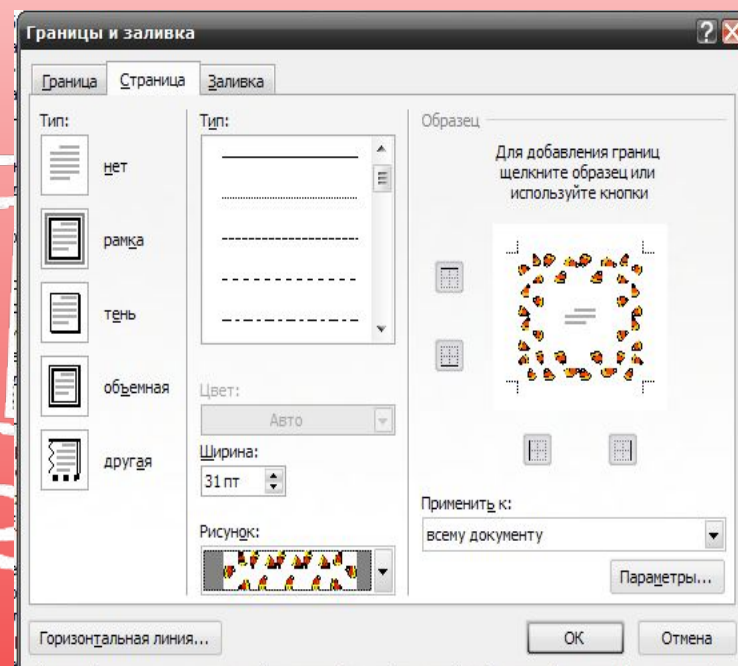 Границы и заливка
Граница Страница Заливка
Тип:
нет
рамка
тень
объемная
другая
Тип:
Цвет:
Авто
Ширина:
31 пт
Рисунок:
Образец
Для добавления границ
щелкните образец или
используйте кнопки
Применить к:
всему документу
Параметры...
Горизонтальная линия...
ОК
Отмена